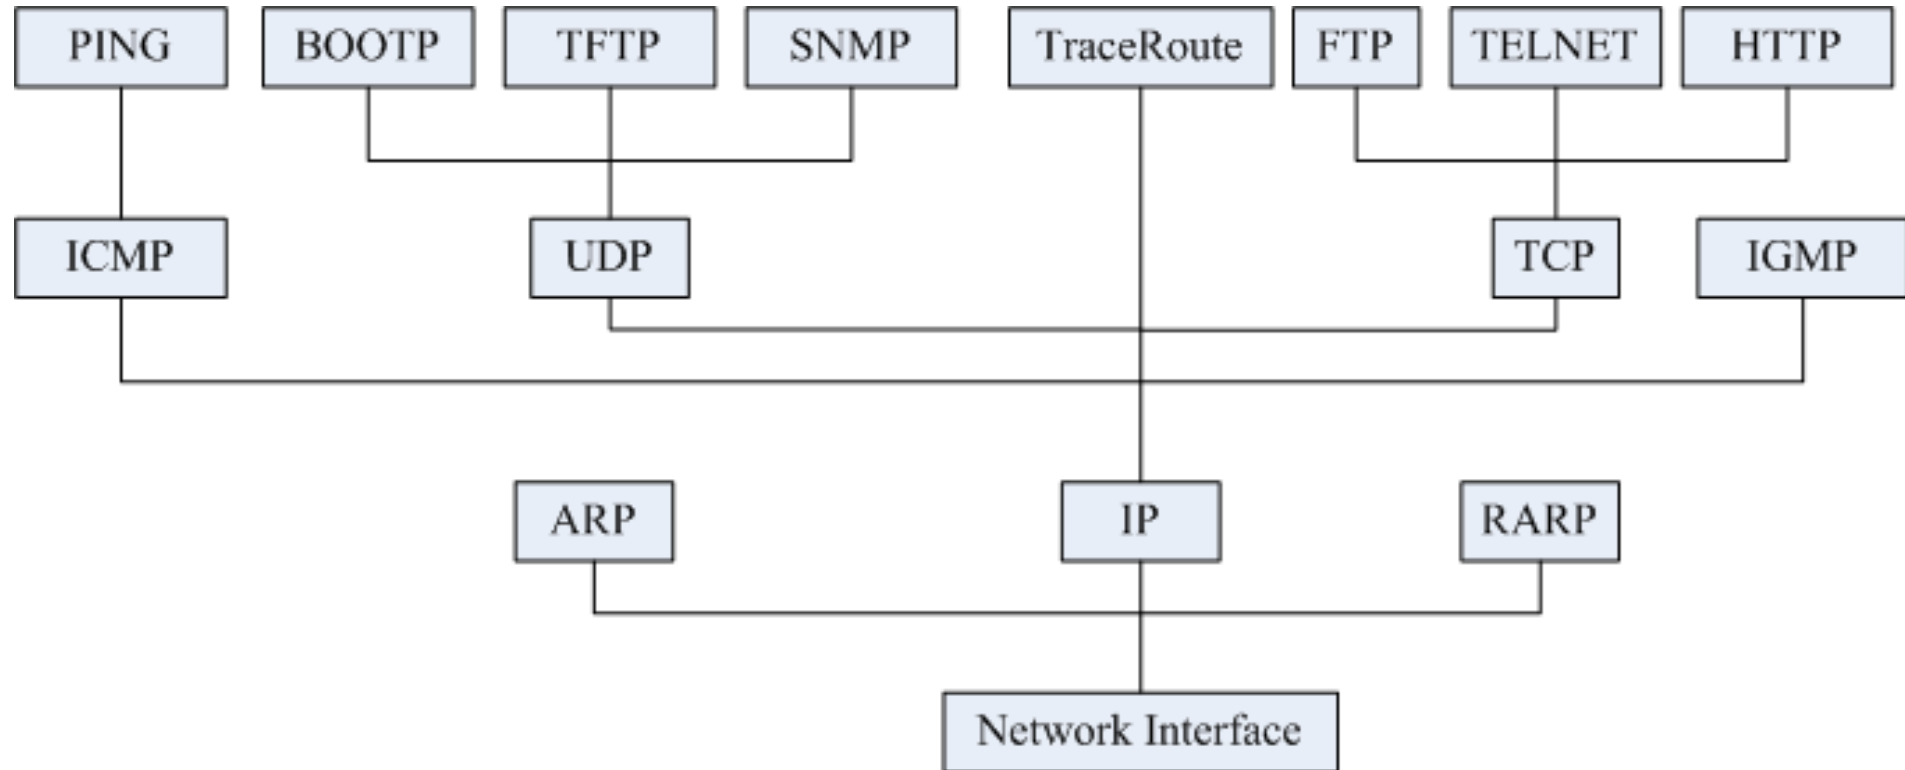 PING
BOOTP
TFTP
SNMP
TraceRoute
FTP
TELNET
HTTP
ICMP
UDP
TCP
IGMP
ARP
IP
RARP
Network Interface